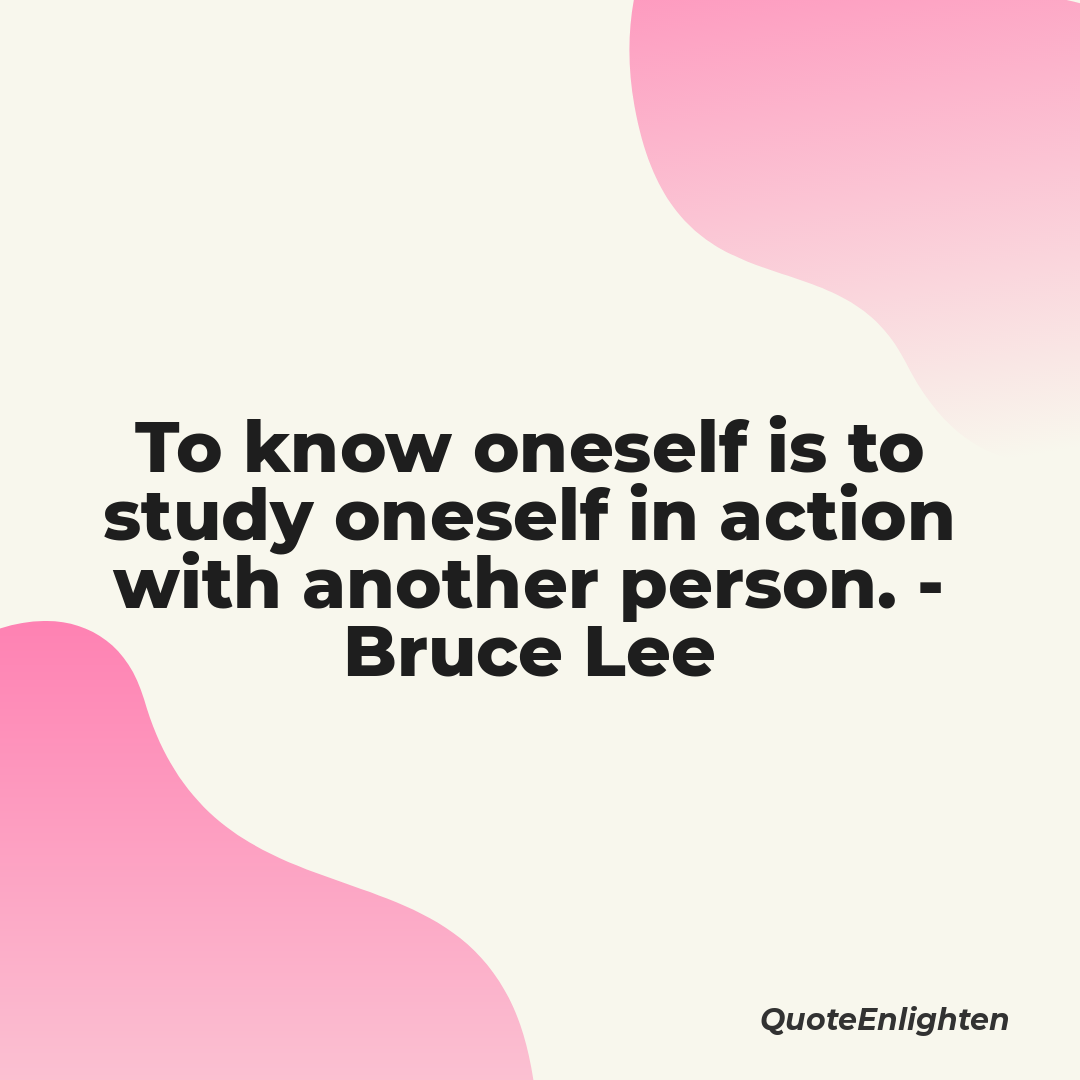 To know oneself is to
study oneself in action
with another person. -
Bruce Lee
QuoteEnlighten